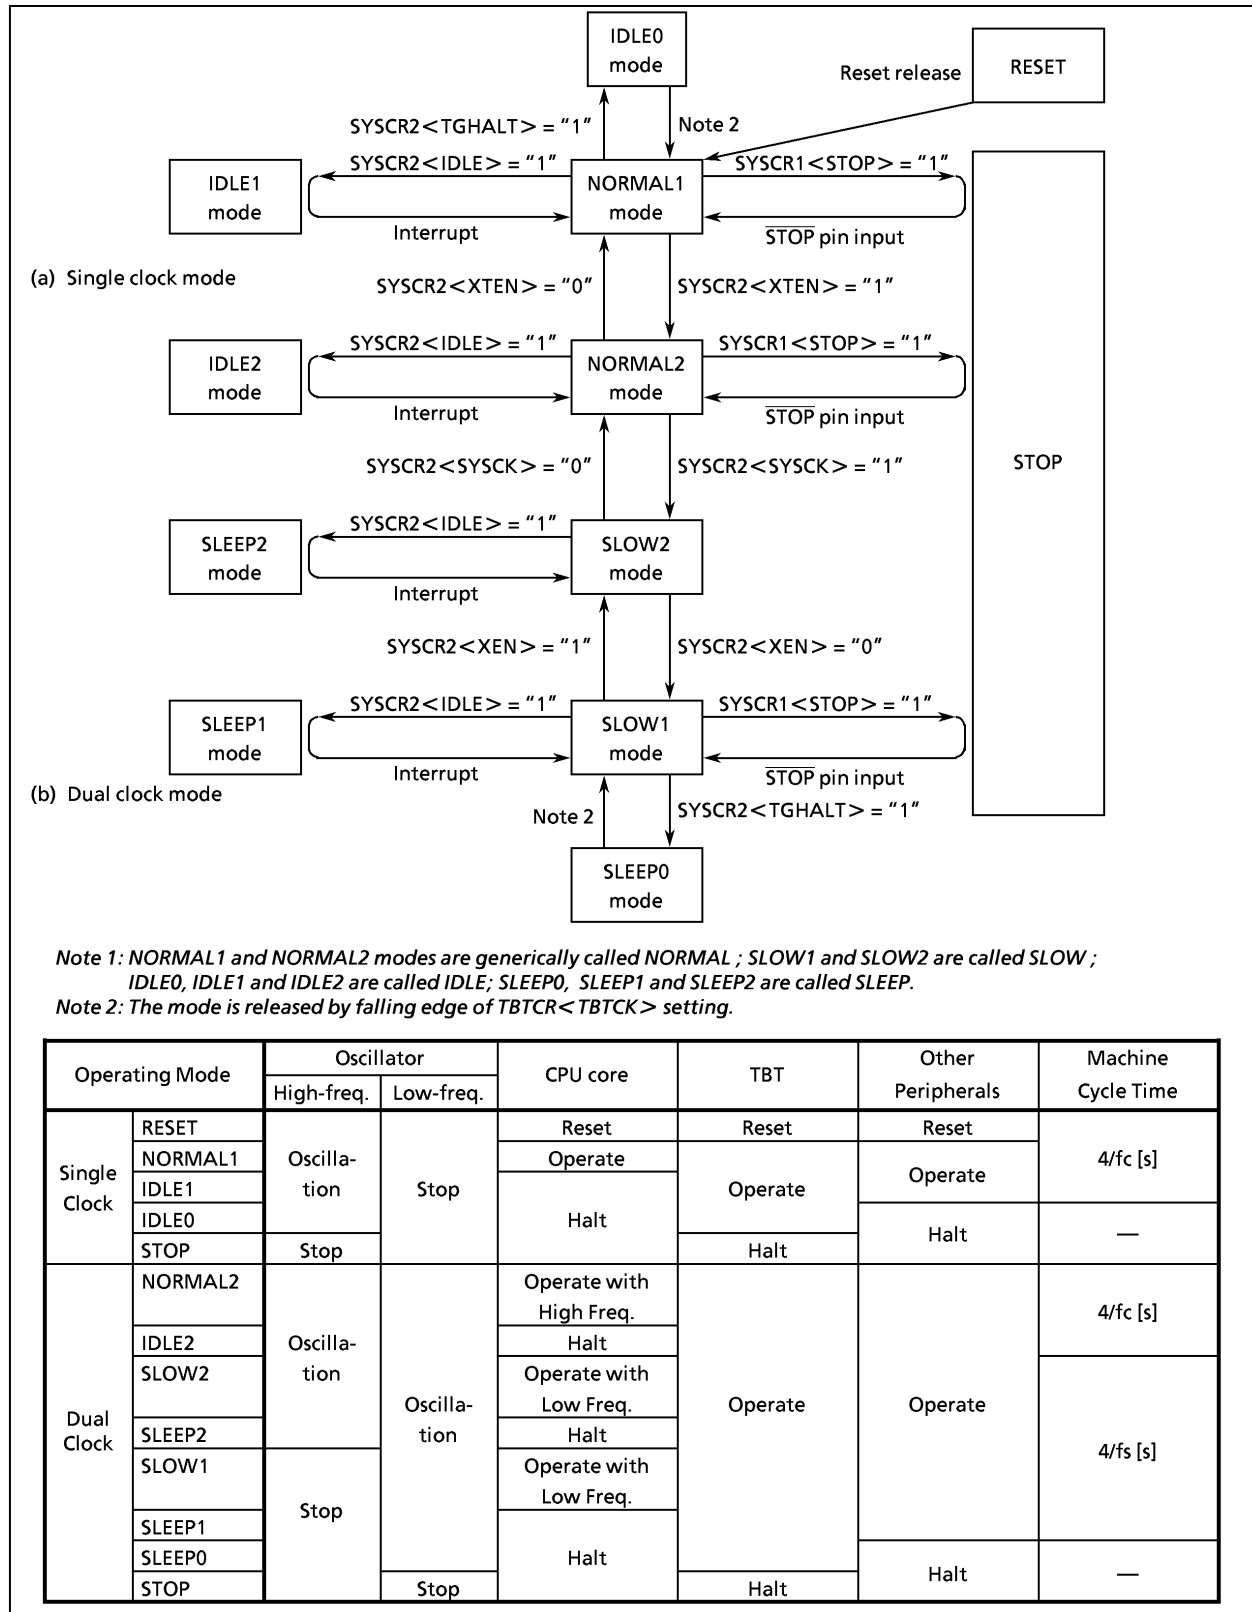 IDLE0
mode
Reset release
RESET
SYSCR2<TGHALT> = “1”
Note 2
SYSCR2<IDLE> = “1”
SYSCR1<STOP> = “1”
IDLE1
mode
NORMAL1
mode
Interrupt
STOP pin input
(a) Single clock mode
SYSCR2<XTEN> = “0”
SYSCR2<XTEN> = “1”
SYSCR2<IDLE> = “1”
SYSCR1<STOP> = “1”
IDLE2
mode
NORMAL2
mode
Interrupt
STOP pin input
STOP
SYSCR2<SYSCK> = “0”
SYSCR2<SYSCK> = “1”
SYSCR2<IDLE> = “1”
SLEEP2
mode
SLOW2
mode
Interrupt
SYSCR2<XEN> = “1”
SYSCR2<XEN> = “0”
SYSCR2<IDLE> = “1”
SYSCR1<STOP> = “1”
SLEEP1
mode
SLOW1
mode
Interrupt
STOP pin input
(b) Dual clock mode
Note 2
SYSCR2<TGHALT> = “1”
SLEEP0
mode
Note 1: NORMAL1 and NORMAL2 modes are generically called NORMAL ; SLOW1 and SLOW2 are called SLOW ;
IDLE0, IDLE1 and IDLE2 are called IDLE; SLEEP0, SLEEP1 and SLEEP2 are called SLEEP.
Note 2: The mode is released by falling edge of TBTCR<TBTCK> setting.
Operating Mode
Oscillator
High-freq.
Low-freq.
CPU core
TBT
Other
Peripherals
Machine
Cycle Time
Single
Clock
RESET
NORMAL1
IDLE1
IDLE0
STOP
Oscilla-
tion
Stop
Stop
Reset
Operate
Halt
Reset
Operate
Halt
Reset
Operate
Halt
4/fc [s]
—
Dual
Clock
NORMAL2
IDLE2
SLOW2
SLEEP2
SLOW1
SLEEP1
SLEEP0
STOP
Oscilla-
tion
Stop
Oscilla-
tion
Stop
Operate with
High Freq.
Halt
Operate with
Low Freq.
Halt
Operate with
Low Freq.
Halt
Operate
Halt
Operate
Halt
4/fc [s]
4/fs [s]
—